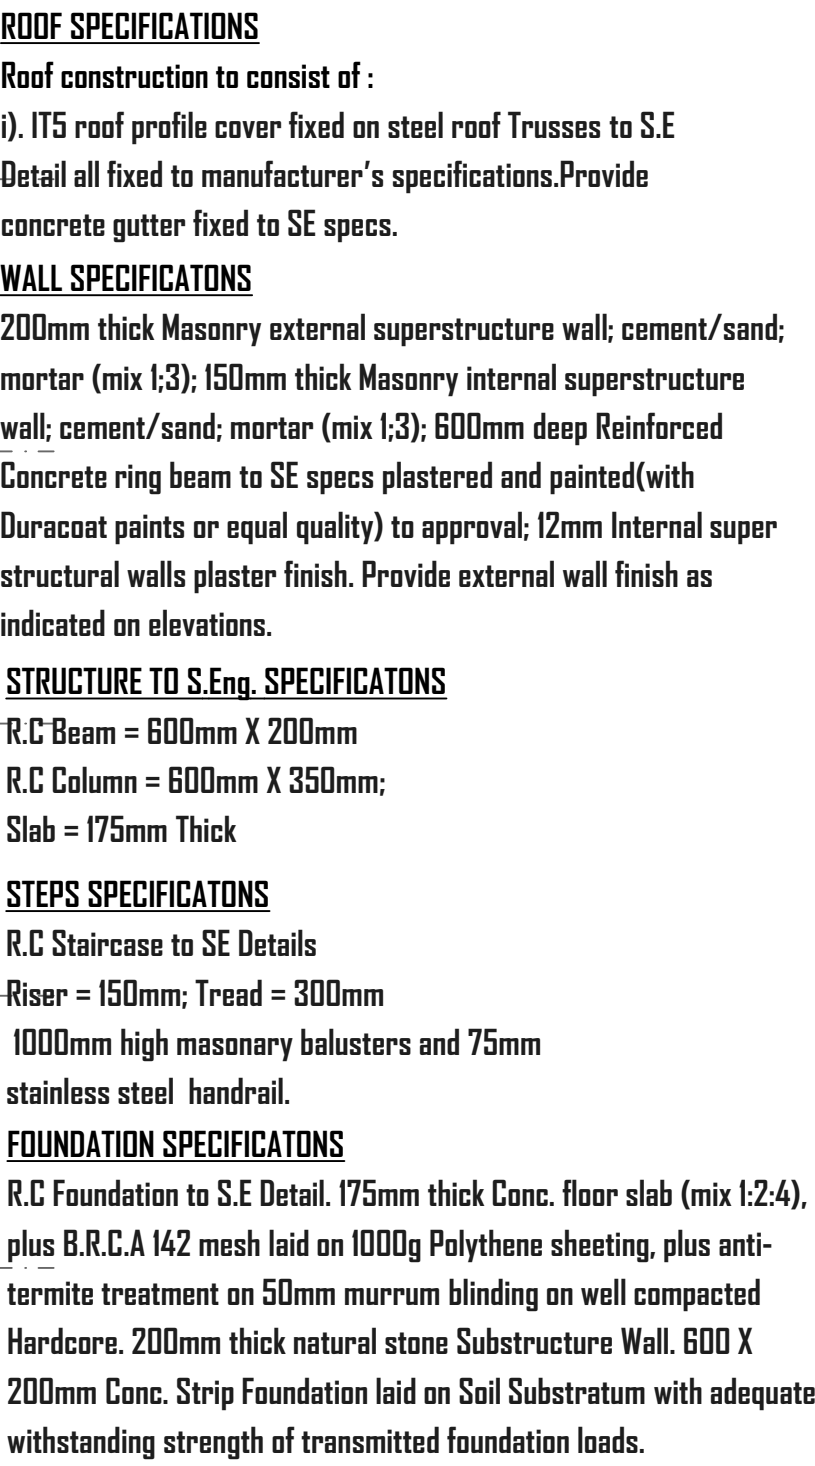 ROOF SPECIFICATIONS
Roof construction to consist of :
i). IT5 roof profile cover fixed on steel roof Trusses to S.E
Detail all fixed to manufacturer's specifications.Provide
concrete gutter fixed to SE specs.
WALL SPECIFICATONS
200mm thick Masonry external superstructure wall; cement/sand;
mortar (mix 1;3); 150mm thick Masonry internal superstructure
wall; cement/sand; mortar (mix 1;3); 600mm deep Reinforced
Concrete ring beam to SE specs plastered and painted(with
Duracoat paints or equal quality) to approval; 12mm Internal super
structural walls plaster finish. Provide external wall finish as
indicated on elevations.
STRUCTURE TO S.Eng. SPECIFICATONS
R.C Beam = 600mm X 200mm
R.C Column = 600mm X 350mm;
Slab = 175mm Thick
STEPS SPECIFICATONS
R.C Staircase to SE Details
Riser = 150mm; Tread = 300mm
1000mm high masonary balusters and 75mm
stainless steel handrail.
FOUNDATION SPECIFICATONS
R.C Foundation to S.E Detail. 175mm thick Conc. floor slab (mix 1:2:4),
plus B.R.C.A 142 mesh laid on 1000g Polythene sheeting, plus anti-
termite treatment on 50mm murrum blinding on well compacted
Hardcore. 200mm thick natural stone Substructure Wall. 600 X
200mm Conc. Strip Foundation laid on Soil Substratum with adequate
withstanding strength of transmitted foundation loads.